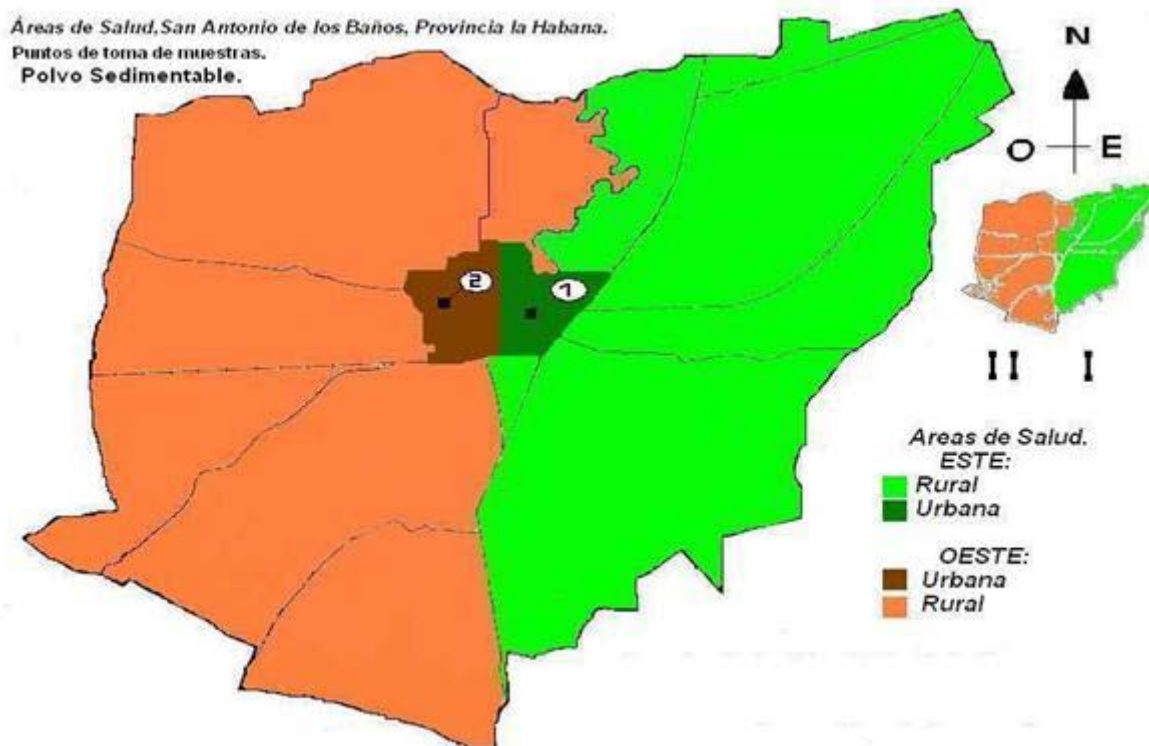 Áreas de Salud, San Antonio de los Baños, Provincia la Habana.
Puntos de toma de muestras.
Polvo Sedimentable.
N
O E
2
1
II I
Areas de Salud.
ESTE:
Rural
Urbana
OESTE:
Urbana
Rural